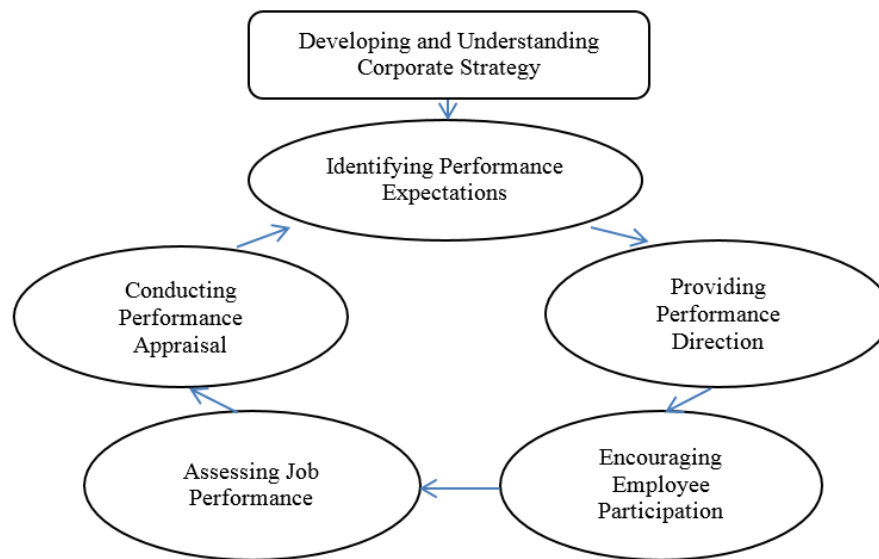 Developing and Understanding
Corporate Strategy
Identifying Performance
Expectations
Providing
Performance
Direction
Encouraging
Employee
Participation
Assessing Job
Performance
Conducting
Performance
Appraisal